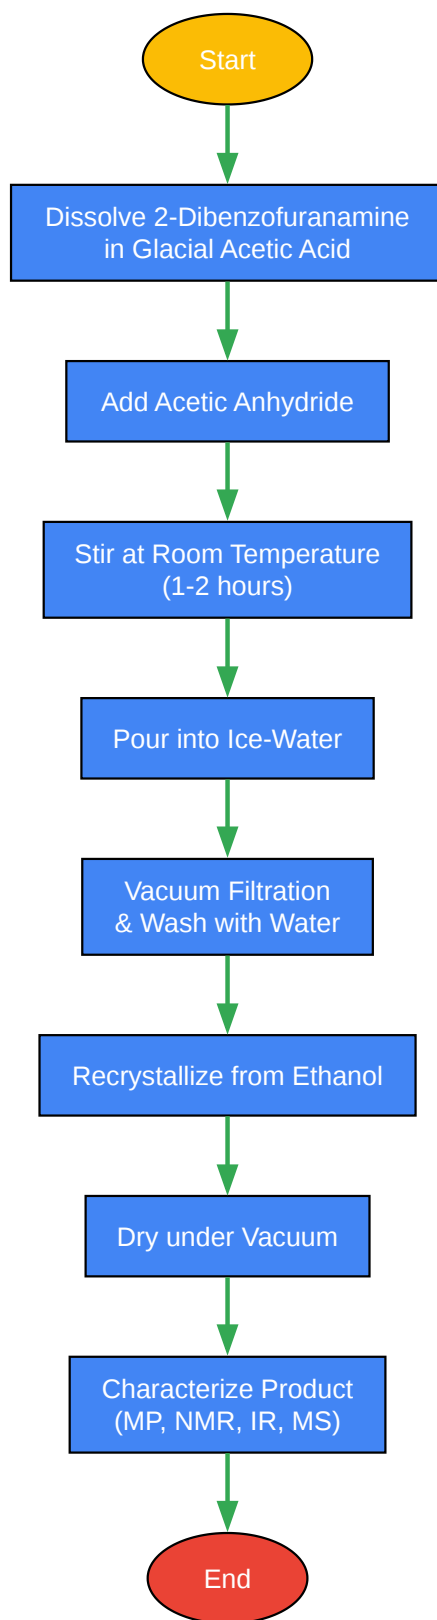 Start
Dissolve 2-Dibenzofuranamine
in Glacial Acetic Acid
Add Acetic Anhydride
Stir at Room Temperature
(1-2 hours)
Pour into Ice-Water
Vacuum Filtration
& Wash with Water
Recrystallize from Ethanol
Dry under Vacuum
Characterize Product
(MP, NMR, IR, MS)
End